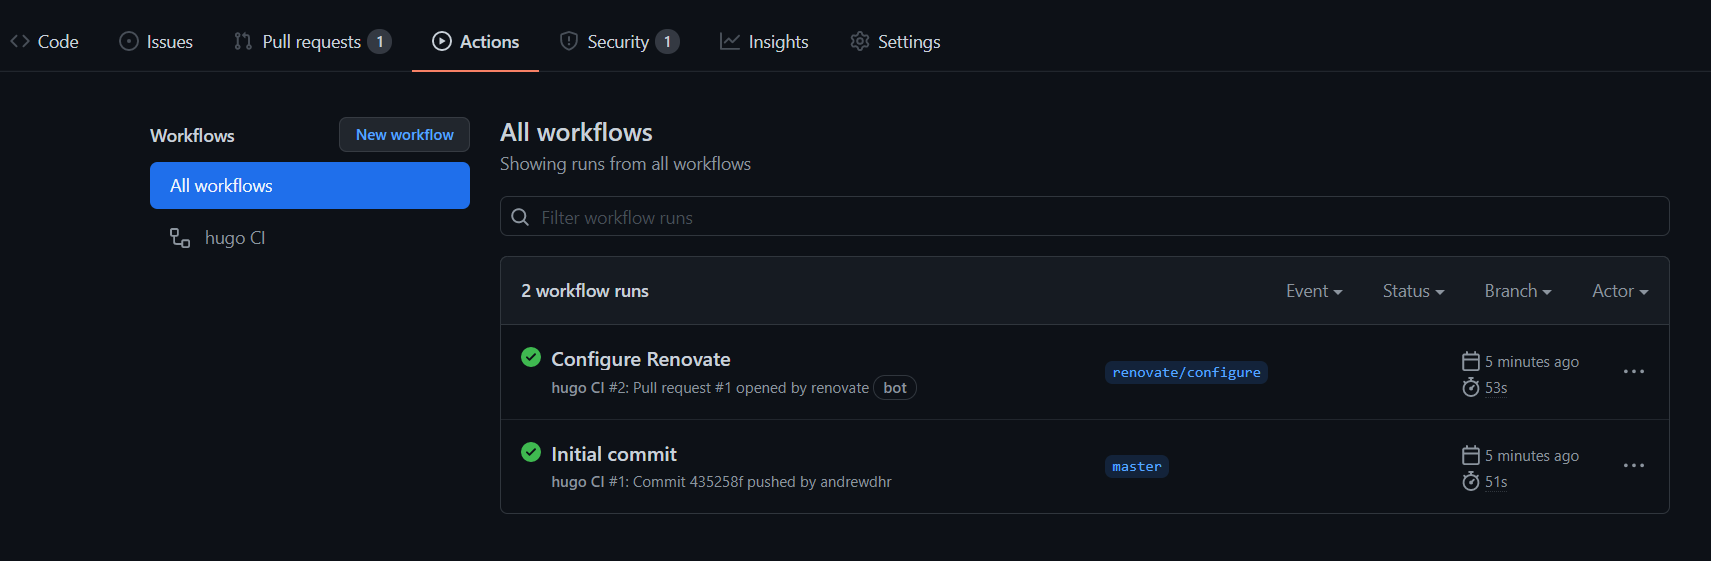 Code Issues Pull requests 1 Actions Security 1 Insights Settings
Workflows
New workflow
All workflows
hugo CI
All workflows
Showing runs from all workflows
Filter workflow runs
2 workflow runs Event Status Branch Actor
Configure Renovate
hugo CI #2: Pull request #1 opened by renovate bot
renovate/configure
5 minutes ago
53s
Initial commit
hugo CI #1: Commit 435258f pushed by andrewdhr
master
5 minutes ago
51s